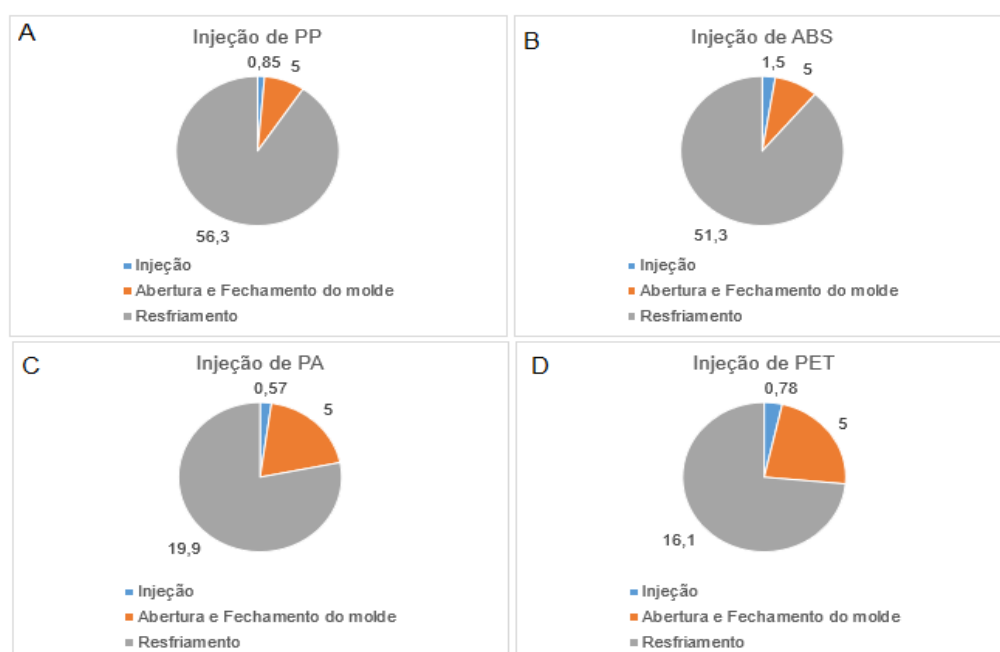 A
Injeção de PP
0,85
5
56,3
Injeção
Abertura e Fechamento do molde
Resfriamento
B
Injeção de ABS
1,5
5
51,3
Injeção
Abertura e Fechamento do molde
Resfriamento
C
Injeção de PA
0,57
5
19,9
Injeção
Abertura e Fechamento do molde
Resfriamento
D
Injeção de PET
0,78
5
16,1
Injeção
Abertura e Fechamento do molde
Resfriamento